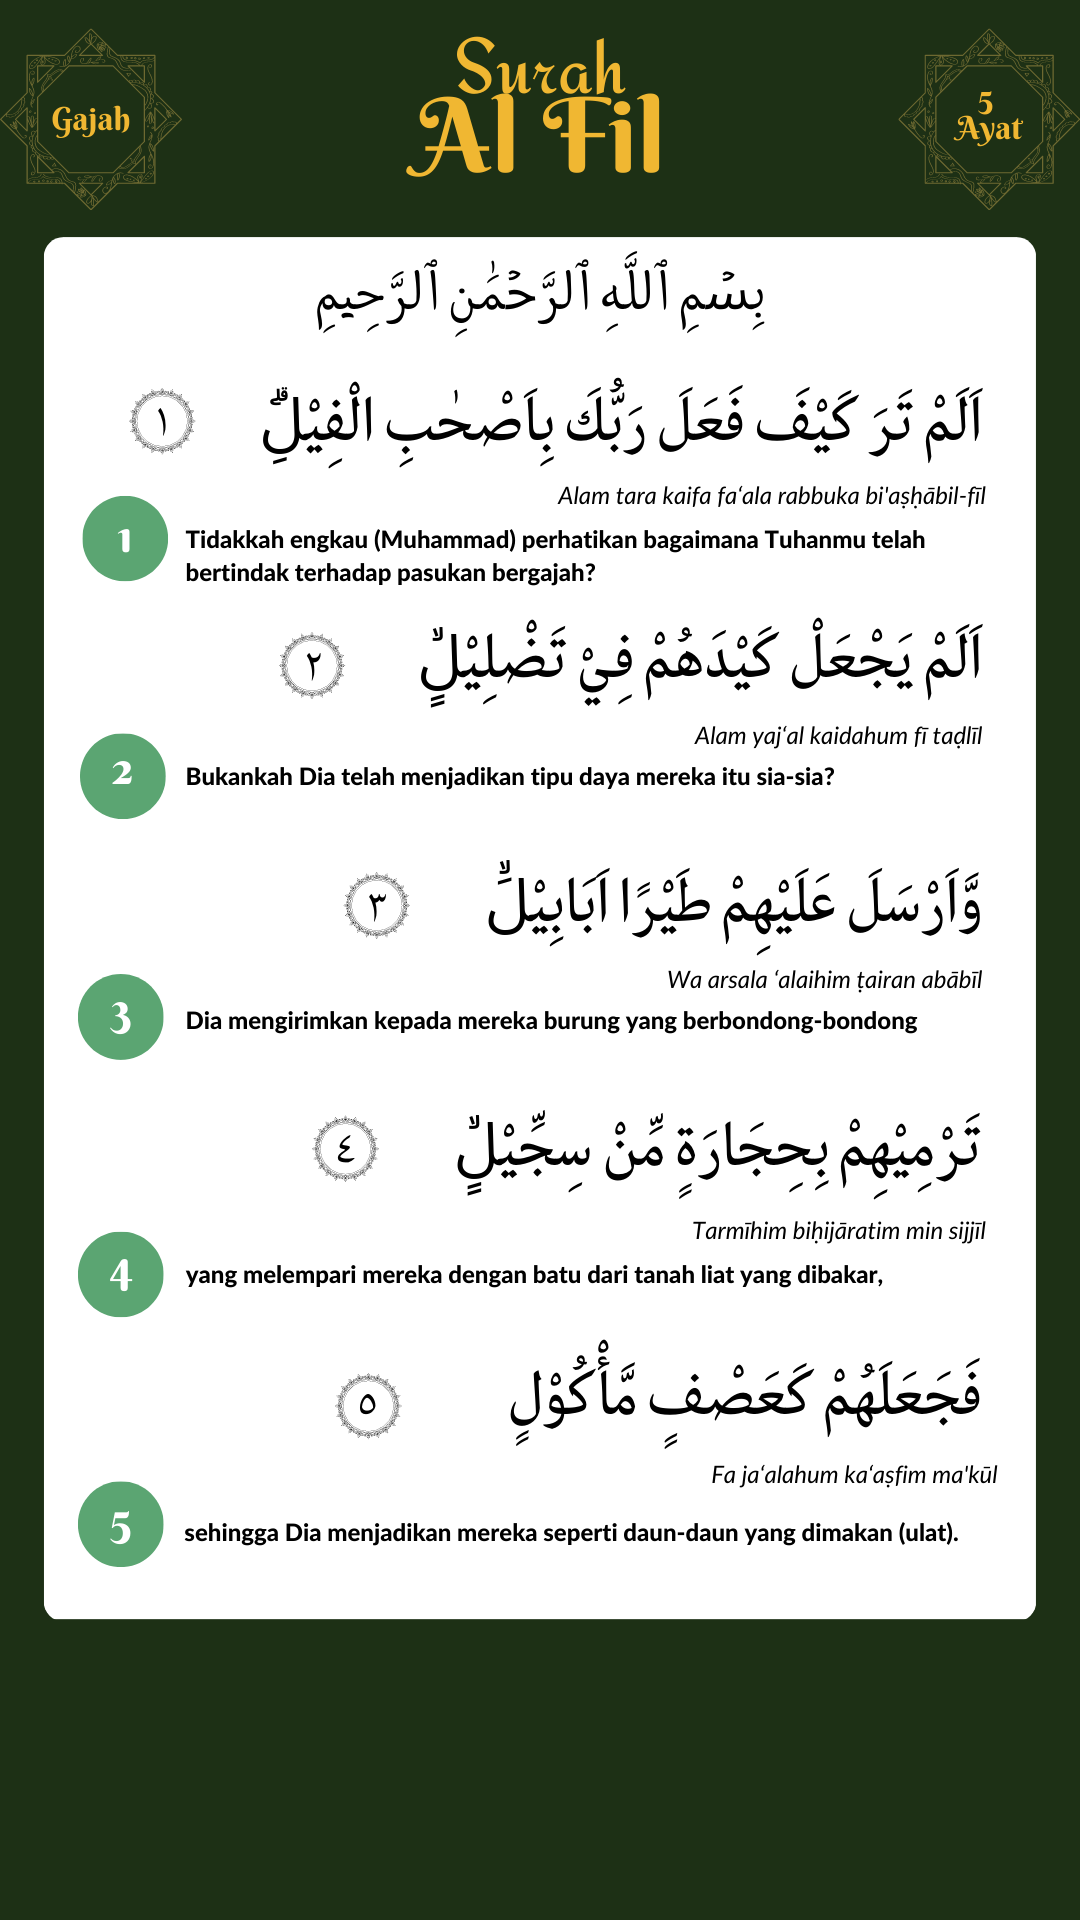 Gajah
Surah
Al Fil
5
Ayat
بِسْمِ ٱللَّهِ ٱلرَّحْمَٰنِ ٱلرَّحِيمِ
اَلَمْ تَرَ كَيْفَ فَعَلَ رَبُّكَ بِاَصْحٰبِ الْفِيْلِۗ ١
Alam tara kaifa fa‘ala rabbuka bi'aṣḥābil-fīl
1
Tidakkah engkau (Muhammad) perhatikan bagaimana Tuhanmu telah
bertindak terhadap pasukan bergajah?
اَلَمْ يَجْعَلْ كَيْدَهُمْ فِيْ تَضْلِيْلٍۙ ٢
Alam yaj‘al kaidahum fī taḍlīl
2
Bukankah Dia telah menjadikan tipu daya mereka itu sia-sia?
وَّاَرْسَلَ عَلَيْهِمْ طَيْرًا اَبَابِيْلَۙ ٣
Wa arsala ‘alaihim ṭairan abābīl
3
Dia mengirimkan kepada mereka burung yang berbondong-bondong
تَرْمِيْهِمْ بِحِجَارَةٍ مِّنْ سِجِّيْلٍۙ ٤
Tarmīhim biḥijāratim min sijjīl
4
yang melempari mereka dengan batu dari tanah liat yang dibakar,
فَجَعَلَهُمْ كَعَصْفٍ مَّأْكُوْلٍ ٥
Fa ja‘alahum ka‘aṣfim ma'kūl
5
sehingga Dia menjadikan mereka seperti daun-daun yang dimakan (ulat).